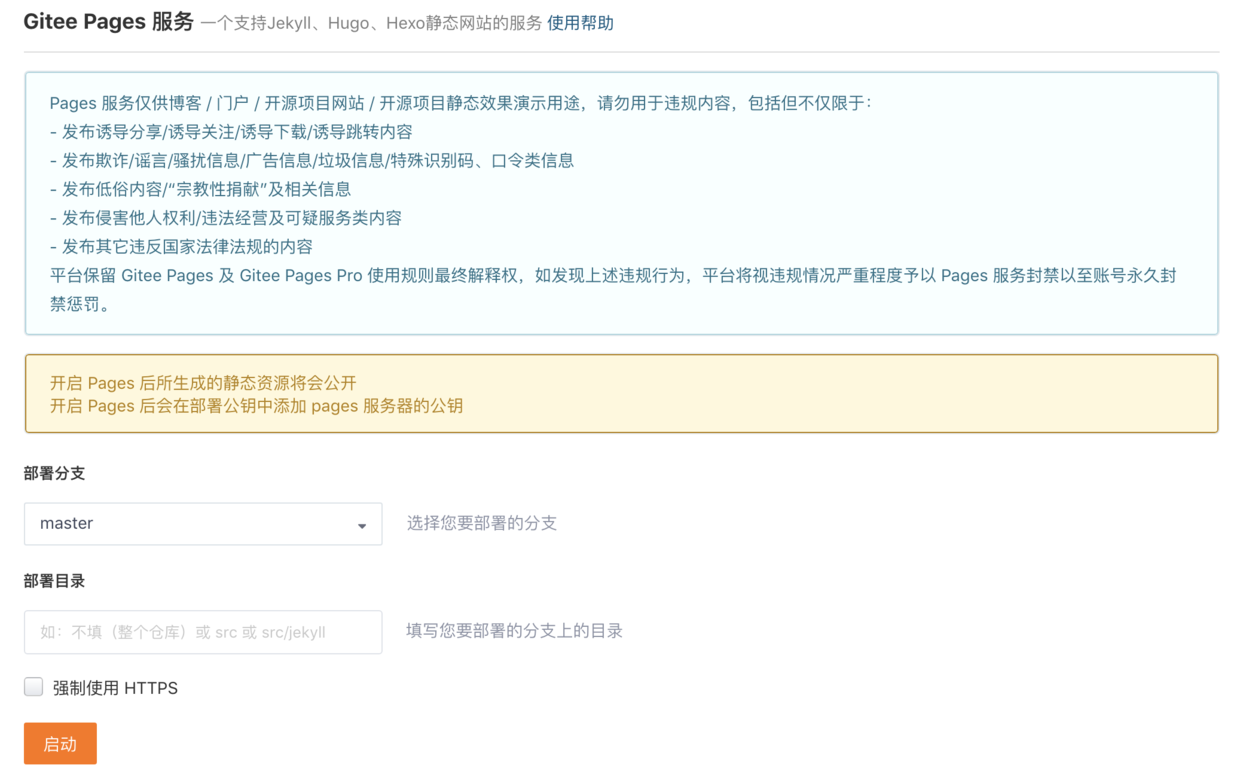 Gitee Pages 服务 一个支持Jekyll、Hugo、Hexo静态网站的服务 使用帮助
Pages 服务仅供博客 / 门户 / 开源项目网站 / 开源项目静态效果演示用途，请勿用于违规内容，包括但不仅限于：
- 发布诱导分享/诱导关注/诱导下载/诱导跳转内容
- 发布欺诈/谣言/骚扰信息/广告信息/垃圾信息/特殊识别码、口令类信息
- 发布低俗内容/“宗教性捐献”及相关信息
- 发布侵害他人权利/违法经营及可疑服务类内容
- 发布其它违反国家法律法规的内容
平台保留 Gitee Pages 及 Gitee Pages Pro 使用规则最终解释权，如发现上述违规行为，平台将视违规情况严重程度予以 Pages 服务封禁以至账号永久封
禁惩罚。
开启 Pages 后所生成的静态资源将会公开
开启 Pages 后会在部署公钥中添加 pages 服务器的公钥
部署分支
master 选择您要部署的分支
部署目录
如：不填（整个仓库）或 src 或 src/jekyll 填写您要部署的分支上的目录
强制使用 HTTPS
启动